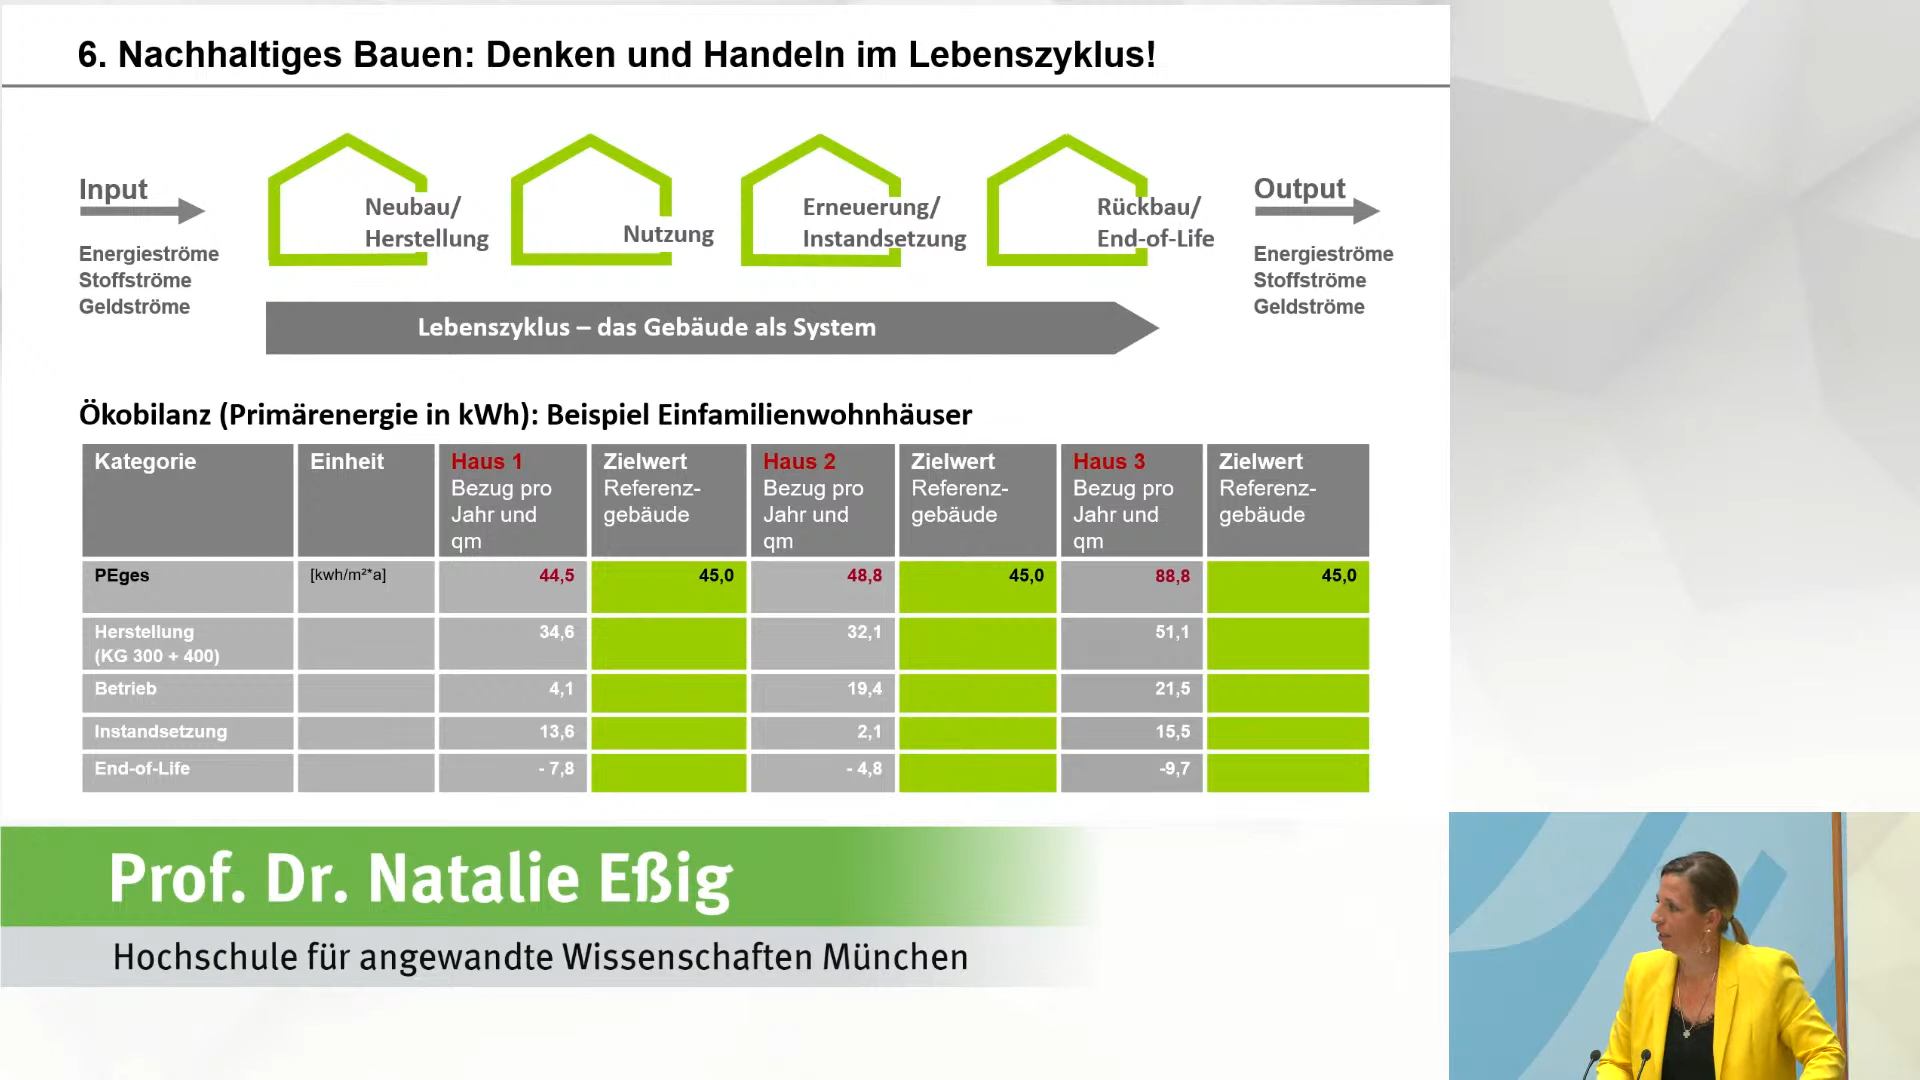 6. Nachhaltiges Bauen: Denken und Handeln im Lebenszyklus!
Input
Energieströme
Stoffströme
Geldströme
Neubau/
Herstellung
Nutzung
Erneuerung/
Instandsetzung
Rückbau/
End-of-Life
Output
Energieströme
Stoffströme
Geldströme
Lebenszyklus – das Gebäude als System
Ökobilanz (Primärenergie in kWh): Beispiel Einfamilienwohnhäuser
Kategorie Einheit Haus 1 Zielwert Haus 2 Zielwert Haus 3 Zielwert
Bezug pro Referenz- Bezug pro Referenz- Bezug pro Referenz-
Jahr und gebäude Jahr und gebäude Jahr und gebäude
qm qm qm
PEges [kwh/m²*a] 44,5 45,0 48,8 45,0 88,8 45,0
Herstellung 34,6 32,1 51,1
(KG 300 + 400)
Betrieb 4,1 19,4 21,5
Instandsetzung 13,6 2,1 15,5
End-of-Life - 7,8 - 4,8 -9,7
Prof. Dr. Natalie Eßig
Hochschule für angewandte Wissenschaften München